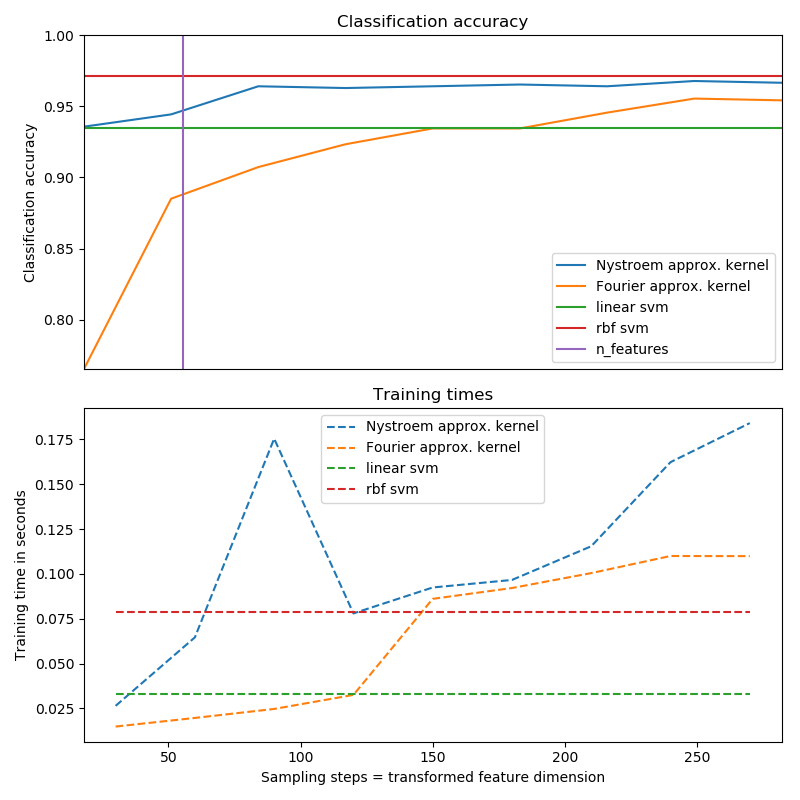 Classification accuracy
1.00
0.95
0.90
0.85
0.80
Classification accuracy
Nystroem approx. kernel
Fourier approx. kernel
linear svm
rbf svm
n_features
Training times
0.175
0.150
0.125
0.100
0.075
0.050
0.025
Training time in seconds
Nystroem approx. kernel
Fourier approx. kernel
linear svm
rbf svm
50 100 150 200 250
Sampling steps = transformed feature dimension